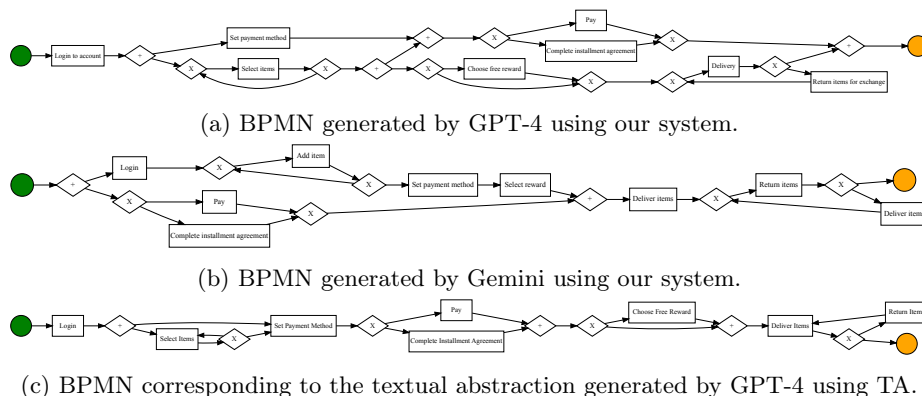 Pay
Set payment method
+
X
X
Login to account
+
Complete installment agreement
+
X
Select items
X
+
X
Choose free reward
X
X
Delivery
X
Return items for exchange
(a) BPMN generated by GPT-4 using our system.
Add item
Login
X
Return items
+
X
Set payment method
Select reward
X
X
Pay
+
Deliver items
X
Deliver items
Complete installment agreement
(b) BPMN generated by Gemini using our system.
Pay
Choose Free Reward
Return Item
Login
+
Set Payment Method
X
+
X
+
Deliver Items
Select Items
X
Complete Installment Agreement
X
(c) BPMN corresponding to the textual abstraction generated by GPT-4 using TA.